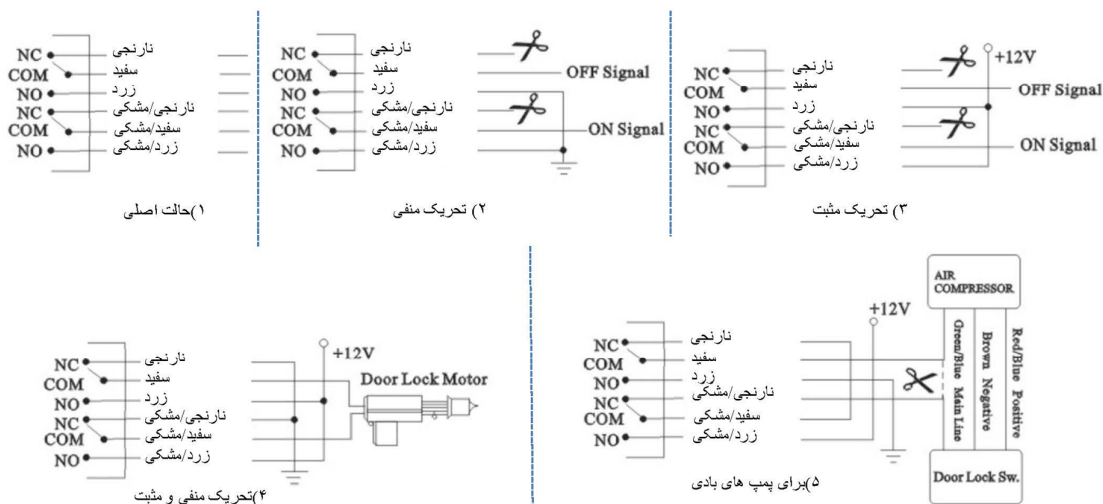 NC نارنجی
COM سفید
NO زرد
NC نارنجی/مشکی
COM سفید/مشکی
NO زرد/مشکی
۱)حالت اصلی
NC نارنجی
COM سفید
OFF Signal
NO زرد
NC نارنجی/مشکی
COM سفید/مشکی
ON Signal
NO زرد/مشکی
۲) تحریک منفی
+12V
NC نارنجی
COM سفید
OFF Signal
NO زرد
NC نارنجی/مشکی
COM سفید/مشکی
ON Signal
NO زرد/مشکی
۳) تحریک مثبت
+12V
NC نارنجی
COM سفید
Door Lock Motor
NO زرد
NC نارنجی/مشکی
COM سفید/مشکی
NO زرد/مشکی
۴)تحریک منفی و مثبت
AIR
COMPRESSOR
+12V
NC نارنجی
COM سفید
NO زرد
NC نارنجی/مشکی
COM سفید/مشکی
NO زرد/مشکی
Green/Blue Main Line
Brown Negative
Red/Blue Positive
Door Lock Sw.
۵)برای پمپ های بادی